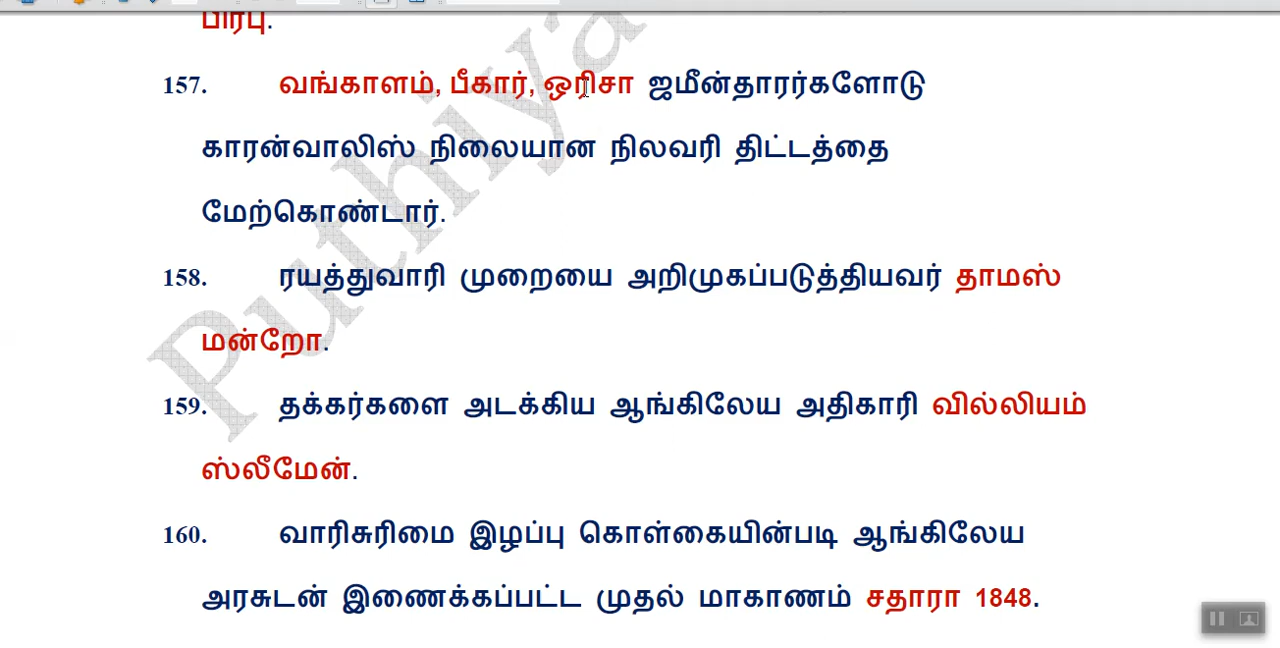 பிரபு.
157. வங்காளம், பீகார், ஒரிசா ஜமீன்தாரர்களோடு
காரன்வாலிஸ் நிலையான நிலவரி திட்டத்தை
மேற்கொண்டார்.
158. ரயத்துவாரி முறையை அறிமுகப்படுத்தியவர் தாமஸ்
மன்றோ.
159. தக்கர்களை அடக்கிய ஆங்கிலேய அதிகாரி வில்லியம்
ஸ்லீமேன்.
160. வாரிசுரிமை இழப்பு கொள்கையின்படி ஆங்கிலேய
அரசுடன் இணைக்கப்பட்ட முதல் மாகாணம் சதாரா 1848.
Puthiya